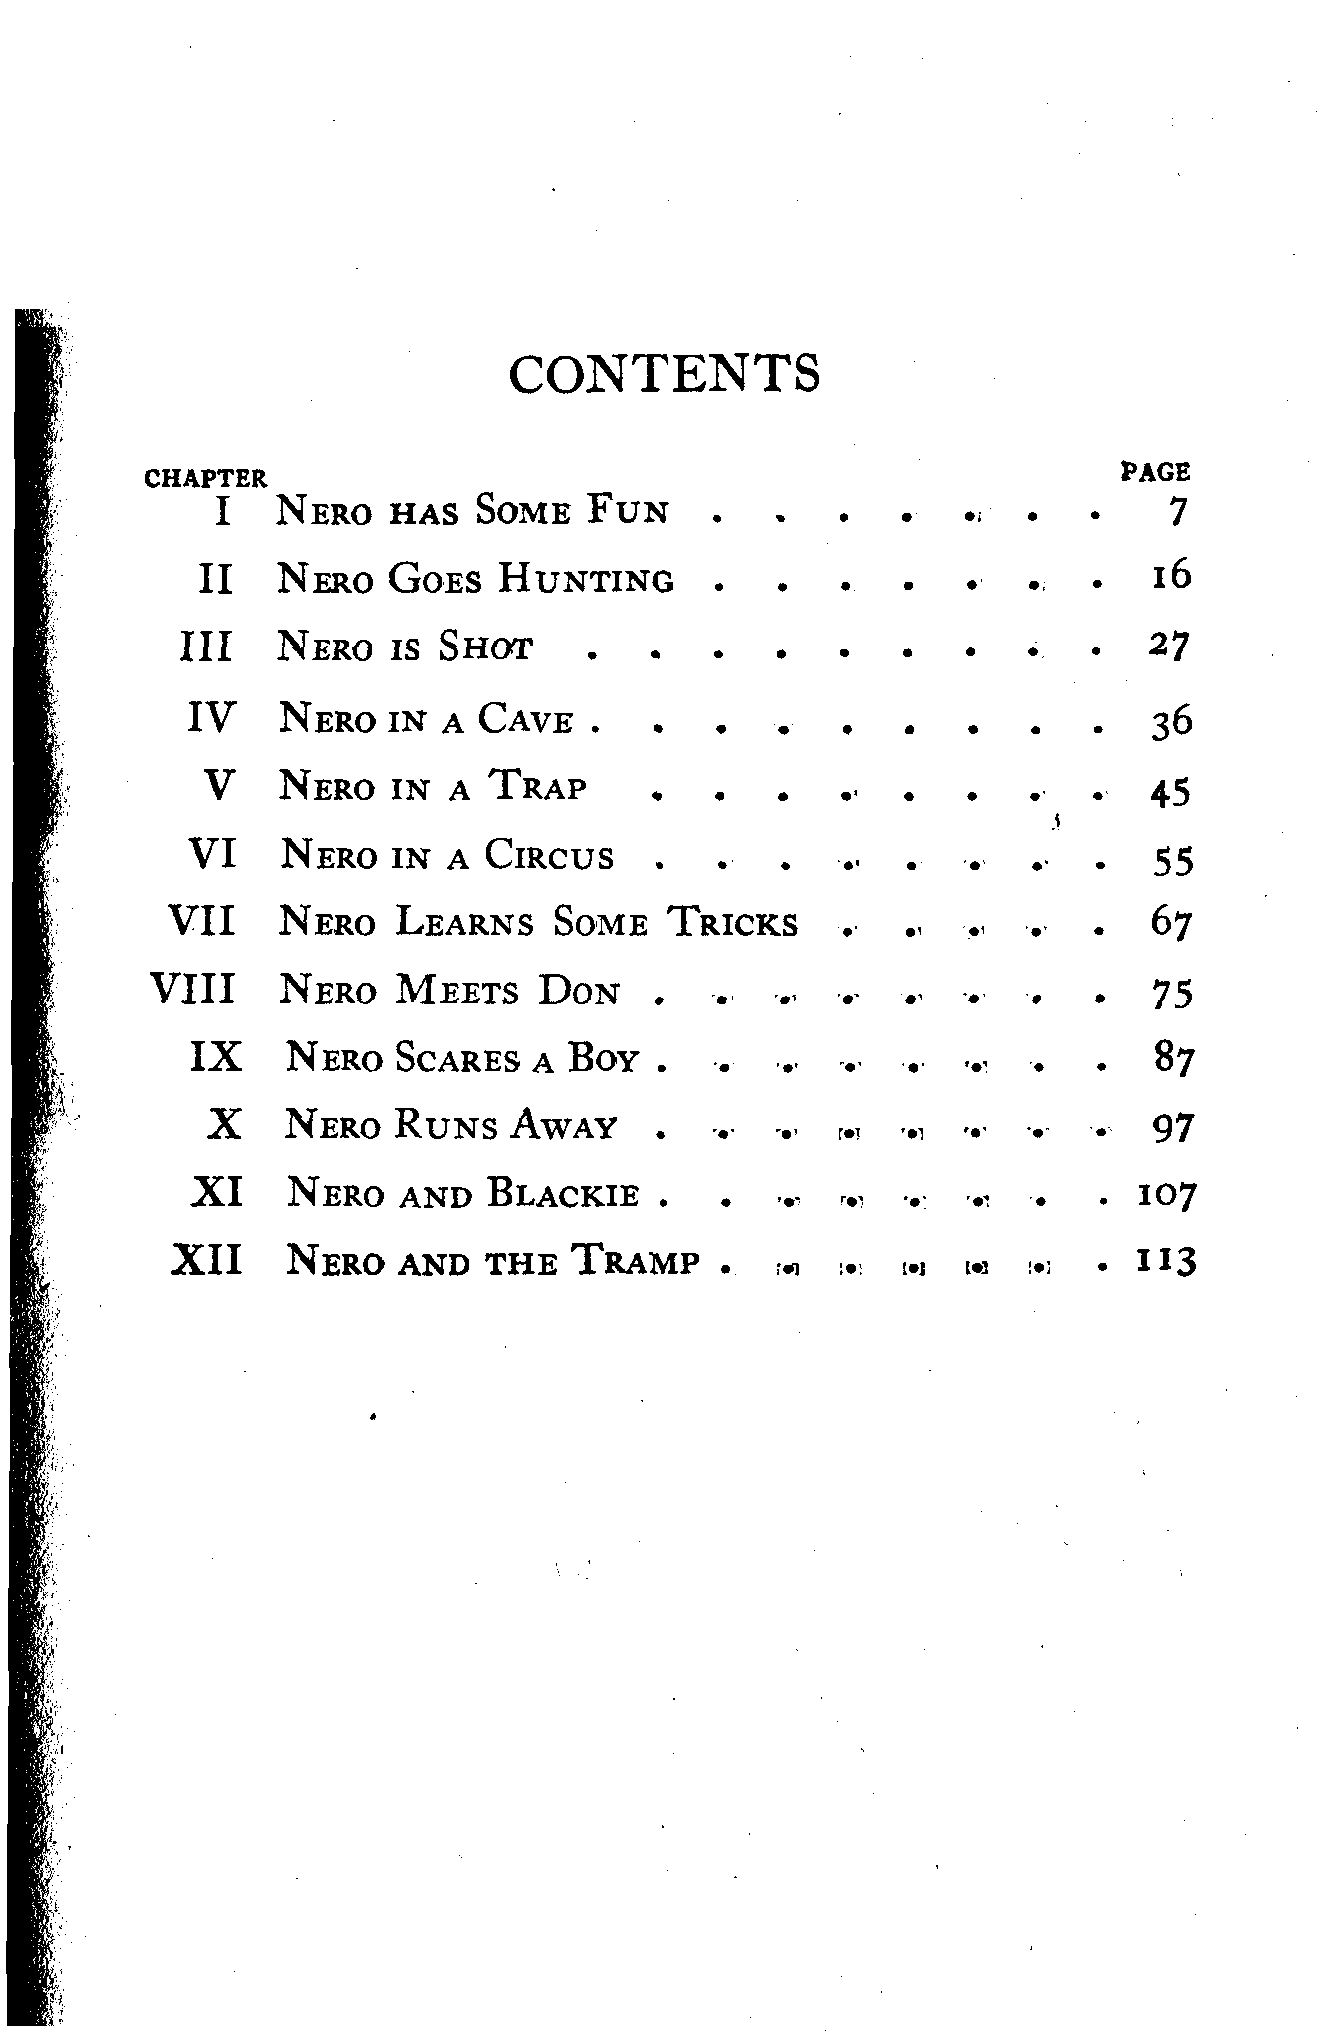 CONTENTS
CHAPTER PAGE
I NERO HAS SOME FUN . . . . . . . 7
II NERO GOES HUNTING . . . . . . . 16
III NERO IS SHOT . . . . . . . . . 27
IV NERO IN A CAVE . . . . . . . . . 36
V NERO IN A TRAP . . . . . . . . 45
VI NERO IN A CIRCUS . . . . . . . . 55
VII NERO LEARNS SOME TRICKS . . . . . 67
VIII NERO MEETS DON . . . . . . . . 75
IX NERO SCARES A BOY . . . . . . . . 87
X NERO RUNS AWAY . . . . . . . . 97
XI NERO AND BLACKIE . . . . . . . . 107
XII NERO AND THE TRAMP . . . . . . . 113